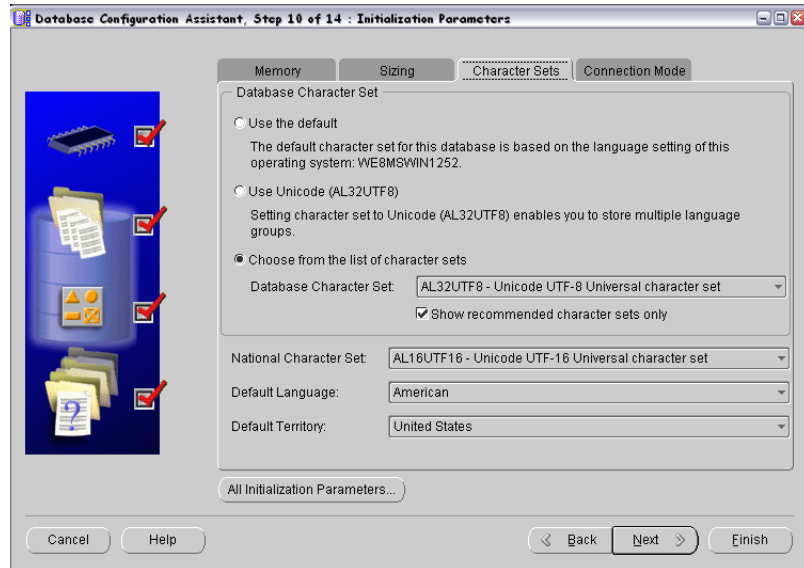 Database Configuration Assistant, Step 10 of 14 : Initialization Parameters
Memory Sizing Character Sets Connection Mode
Database Character Set
Use the default
The default character set for this database is based on the language setting of this
operating system: WE8MSWIN1252.
Use Unicode (AL32UTF8)
Setting character set to Unicode (AL32UTF8) enables you to store multiple language
groups.
Choose from the list of character sets
Database Character Set: AL32UTF8 - Unicode UTF-8 Universal character set
Show recommended character sets only
National Character Set: AL16UTF16 - Unicode UTF-16 Universal character set
Default Language: American
Default Territory: United States
All Initialization Parameters...
Cancel Help Back Next Finish